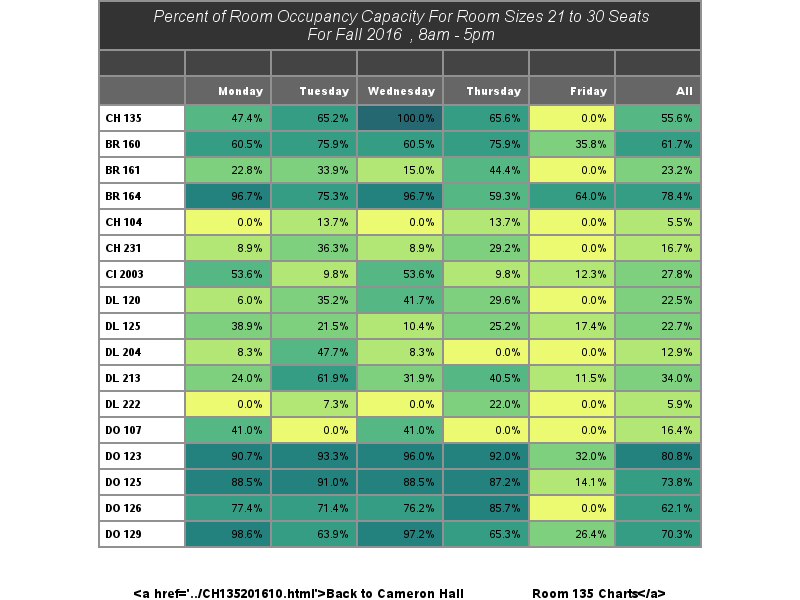 Percent of Room Occupancy Capacity For Room Sizes 21 to 30 Seats
For Fall 2016 , 8am - 5pm
Monday Tuesday Wednesday Thursday Friday All
CH 135 47.4% 65.2% 100.0% 65.6% 0.0% 55.6%
BR 160 60.5% 75.9% 60.5% 75.9% 35.8% 61.7%
BR 161 22.8% 33.9% 15.0% 44.4% 0.0% 23.2%
BR 164 96.7% 75.3% 96.7% 59.3% 64.0% 78.4%
CH 104 0.0% 13.7% 0.0% 13.7% 0.0% 5.5%
CH 231 8.9% 36.3% 8.9% 29.2% 0.0% 16.7%
CI 2003 53.6% 9.8% 53.6% 9.8% 12.3% 27.8%
DL 120 6.0% 35.2% 41.7% 29.6% 0.0% 22.5%
DL 125 38.9% 21.5% 10.4% 25.2% 17.4% 22.7%
DL 204 8.3% 47.7% 8.3% 0.0% 0.0% 12.9%
DL 213 24.0% 61.9% 31.9% 40.5% 11.5% 34.0%
DL 222 0.0% 7.3% 0.0% 22.0% 0.0% 5.9%
DO 107 41.0% 0.0% 41.0% 0.0% 0.0% 16.4%
DO 123 90.7% 93.3% 96.0% 92.0% 32.0% 80.8%
DO 125 88.5% 91.0% 88.5% 87.2% 14.1% 73.8%
DO 126 77.4% 71.4% 76.2% 85.7% 0.0% 62.1%
DO 129 98.6% 63.9% 97.2% 65.3% 26.4% 70.3%
<a href='../CH135201610.html'>Back to Cameron Hall Room 135 Charts</a>